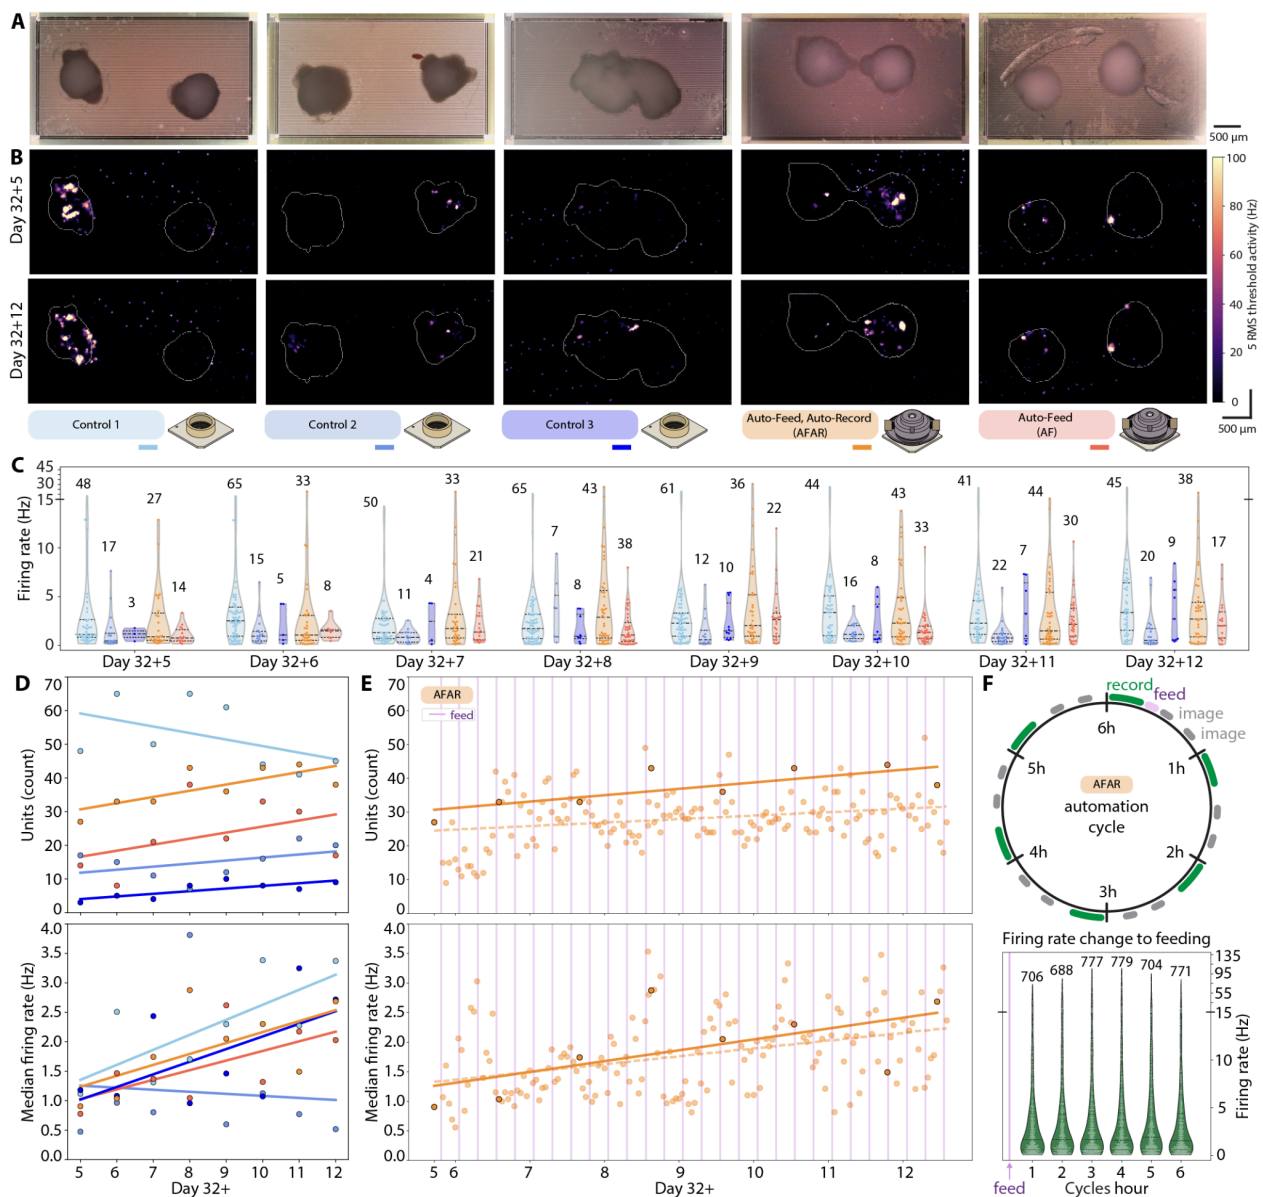 A
500 µm
B
Day 32+5
Day 32+12
100
80
60
40
20
0
5 RMS threshold activity (Hz)
500 µm
Control 1
Control 2
Control 3
Auto-Feed, Auto-Record
(AFAR)
Auto-Feed
(AF)
C
Firing rate (Hz)
45
30
15
10
5
0
48 17 3 27 14
65 15 5 33 8
50 11 4 33 21
65 7 8 43 38
61 12 10 36 22
44 16 8 43 33
41 22 7 44 30
45 20 9 38 17
Day 32+5 Day 32+6 Day 32+7 Day 32+8 Day 32+9 Day 32+10 Day 32+11 Day 32+12
D
Units (count)
70
60
50
40
30
20
10
0
Median firing rate (Hz)
4.0
3.5
3.0
2.5
2.0
1.5
1.0
0.5
0.0
5 6 7 8 9 10 11 12
Day 32+
E
AFAR
feed
Units (count)
70
60
50
40
30
20
10
0
Median firing rate (Hz)
4.0
3.5
3.0
2.5
2.0
1.5
1.0
0.5
0.0
5 6 7 8 9 10 11 12
Day 32+
F
record
feed
image
image
6h
1h
2h
3h
4h
5h
AFAR
automation
cycle
Firing rate change to feeding
706 688 777 779 704 771
135
95
55
15
10
5
0
Firing rate (Hz)
1 2 3 4 5 6
feed
Cycles hour